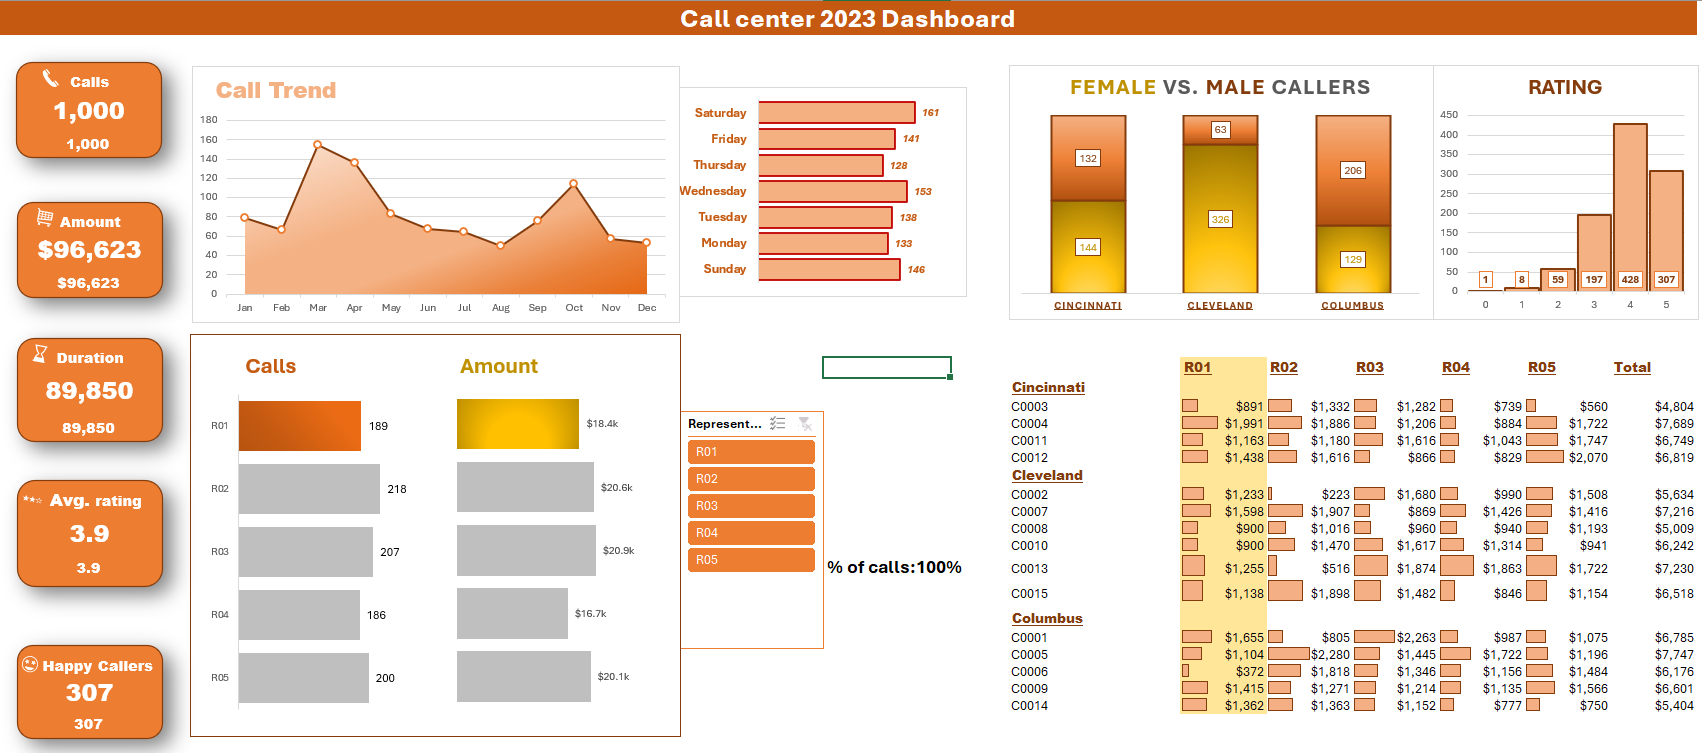 Call center 2023 Dashboard
Calls
1,000
1,000
Amount
$96,623
$96,623
Duration
89,850
89,850
Avg. rating
3.9
3.9
Happy Callers
307
307
Call Trend
180
160
140
120
100
80
60
40
20
0
Jan Feb Mar Apr May Jun Jul Aug Sep Oct Nov Dec
Saturday 161
Friday 141
Thursday 128
Wednesday 153
Tuesday 138
Monday 133
Sunday 146
FEMALE VS. MALE CALLERS
132 63 206
144 326 129
CINCINNATI CLEVELAND COLUMBUS
RATING
450
400
350
300
250
200
150
100
50
0
1 8 59 197 428 307
0 1 2 3 4 5
Calls Amount
R01 189 $18.4k
R02 218 $20.6k
R03 207 $20.9k
R04 186 $16.7k
R05 200 $20.1k
Represent...
R01
R02
R03
R04
R05
% of calls:100%
R01 R02 R03 R04 R05 Total
Cincinnati
C0003 $891 $1,332 $1,282 $739 $560 $4,804
C0004 $1,991 $1,886 $1,206 $884 $1,722 $7,689
C0011 $1,163 $1,180 $1,616 $1,043 $1,747 $6,749
C0012 $1,438 $1,616 $866 $829 $2,070 $6,819
Cleveland
C0002 $1,233 $223 $1,680 $990 $1,508 $5,634
C0007 $1,598 $1,907 $869 $1,426 $1,416 $7,216
C0008 $900 $1,016 $960 $940 $1,193 $5,009
C0010 $900 $1,470 $1,617 $1,314 $941 $6,242
C0013 $1,255 $516 $1,874 $1,863 $1,722 $7,230
C0015 $1,138 $1,898 $1,482 $846 $1,154 $6,518
Columbus
C0001 $1,655 $805 $2,263 $987 $1,075 $6,785
C0005 $1,104 $2,280 $1,445 $1,722 $1,196 $7,747
C0006 $372 $1,818 $1,346 $1,156 $1,484 $6,176
C0009 $1,415 $1,271 $1,214 $1,135 $1,566 $6,601
C0014 $1,362 $1,363 $1,152 $777 $750 $5,404